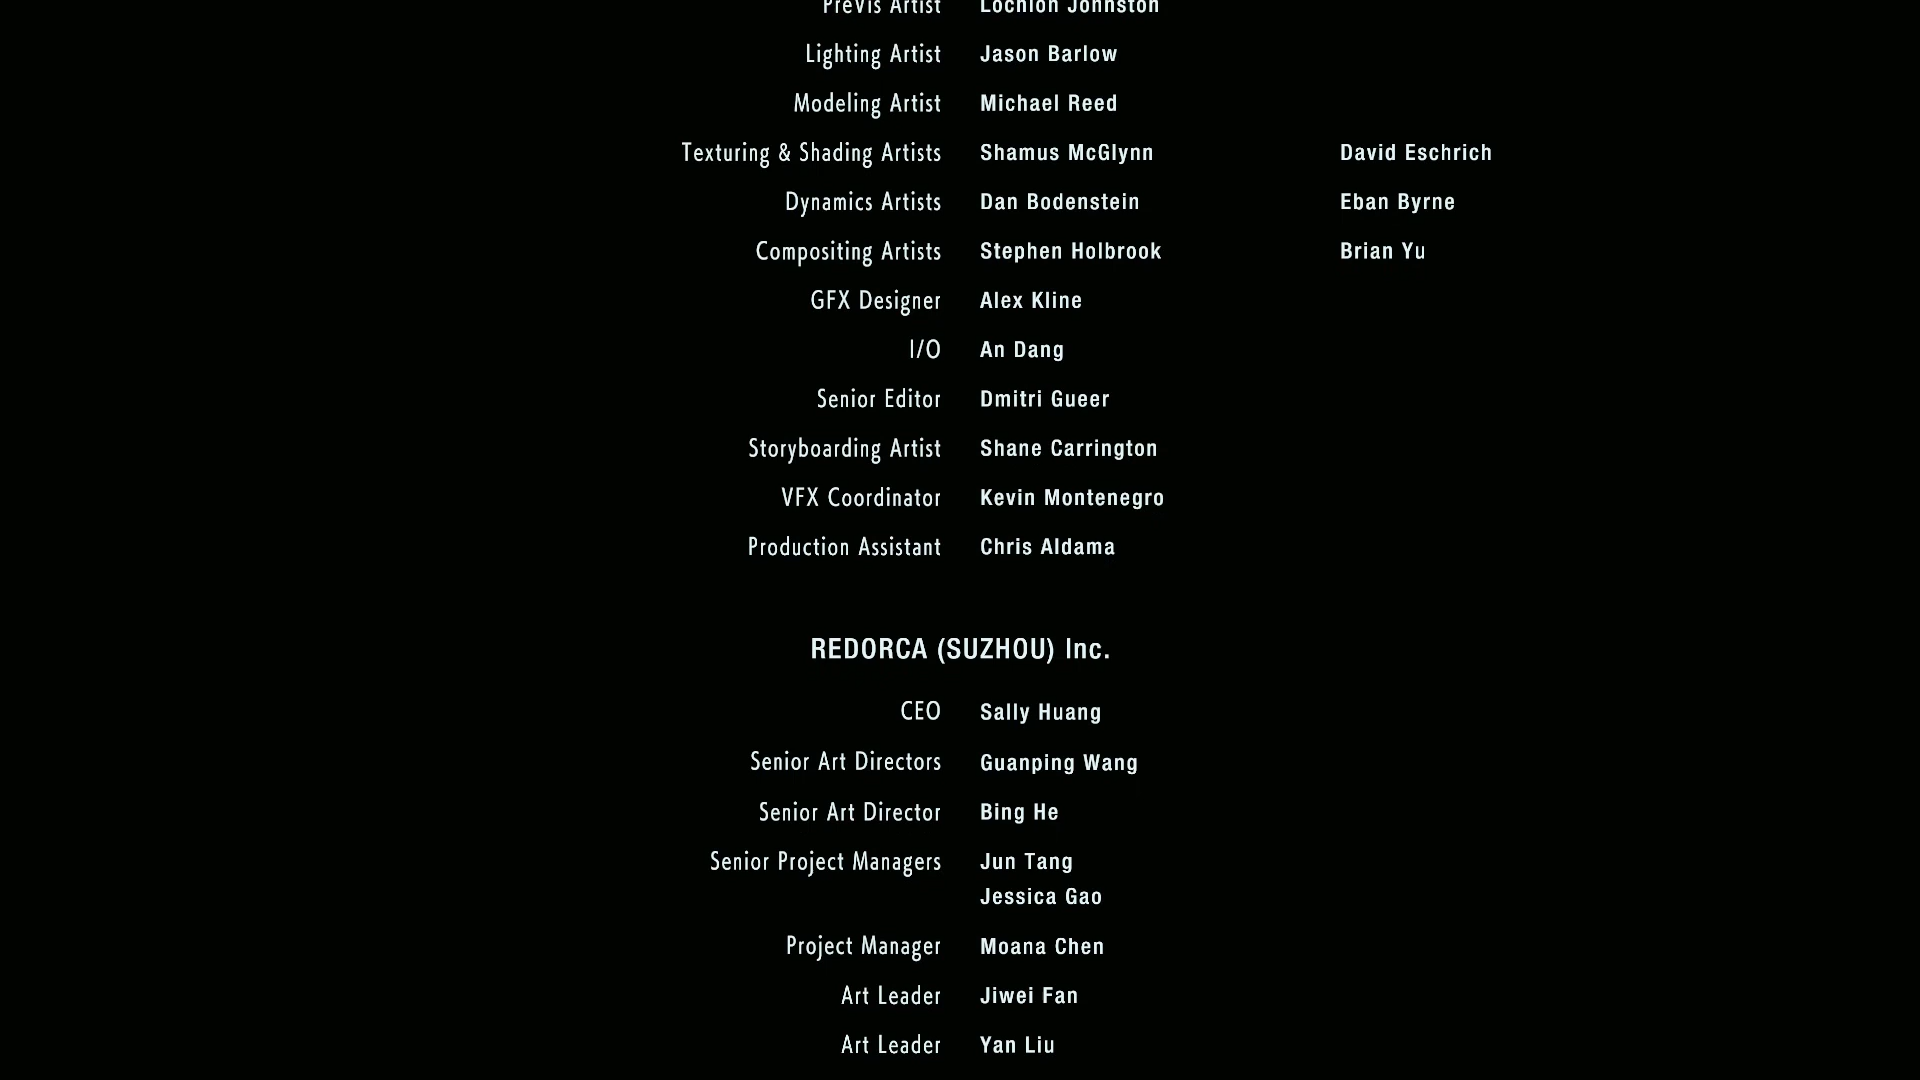 PreVis Artist Lochlon Johnston
Lighting Artist Jason Barlow
Modeling Artist Michael Reed
Texturing & Shading Artists Shamus McGlynn David Eschrich
Dynamics Artists Dan Bodenstein Eban Byrne
Compositing Artists Stephen Holbrook Brian Yu
GFX Designer Alex Kline
I/O An Dang
Senior Editor Dmitri Gueer
Storyboarding Artist Shane Carrington
VFX Coordinator Kevin Montenegro
Production Assistant Chris Aldama
REDORCA (SUZHOU) Inc.
CEO Sally Huang
Senior Art Directors Guanping Wang
Senior Art Director Bing He
Senior Project Managers Jun Tang
Jessica Gao
Project Manager Moana Chen
Art Leader Jiwei Fan
Art Leader Yan Liu